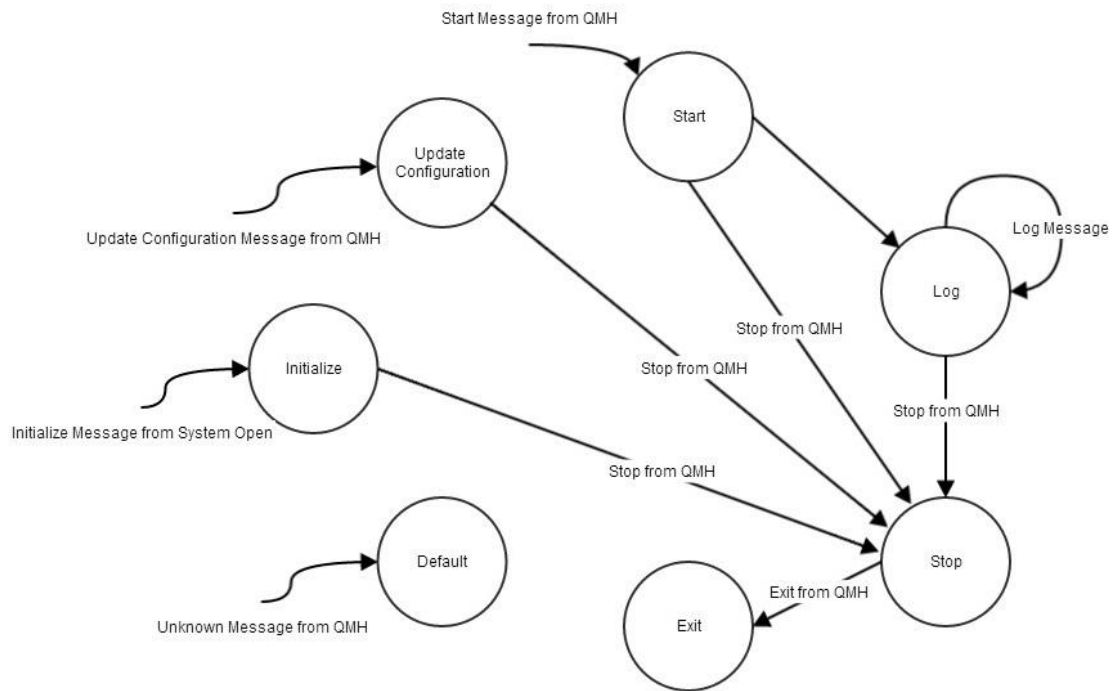 Start Message from QMH
Start
Update
Configuration
Update Configuration Message from QMH
Log Message
Log
Stop from QMH
Initialize
Stop from QMH
Stop from QMH
Initialize Message from System Open
Stop from QMH
Default
Stop
Exit from QMH
Unknown Message from QMH
Exit